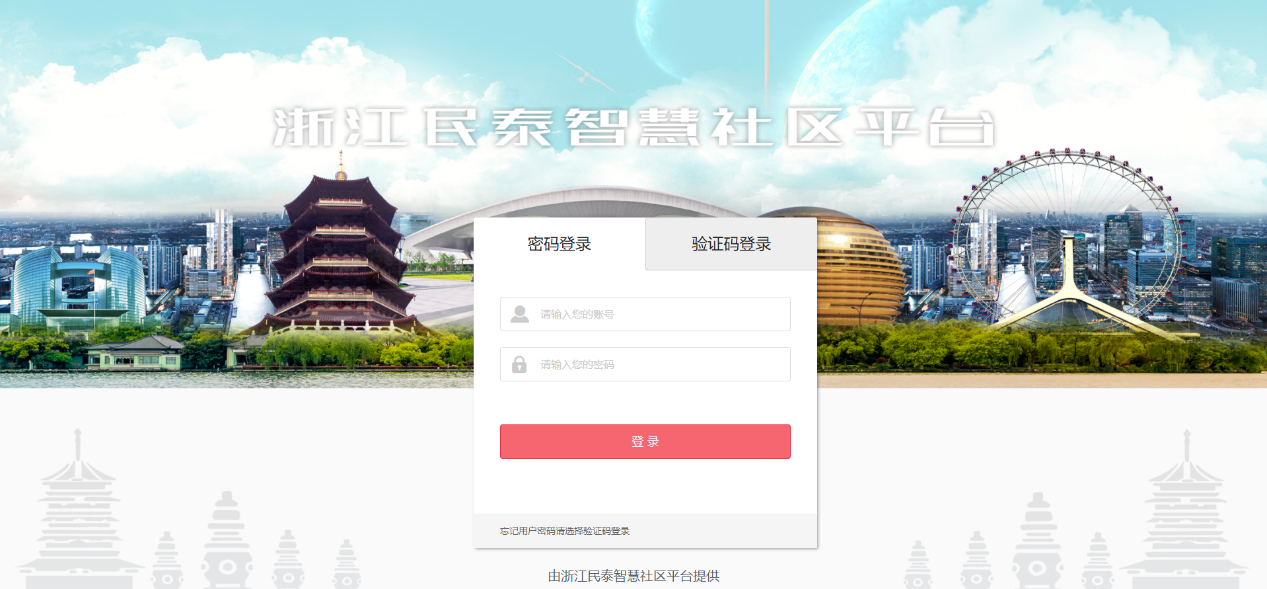 浙江民泰智慧社区平台
密码登录
验证码登录
请输入您的账号
请输入您的密码
登 录
忘记用户密码请选择验证码登录
由浙江民泰智慧社区平台提供